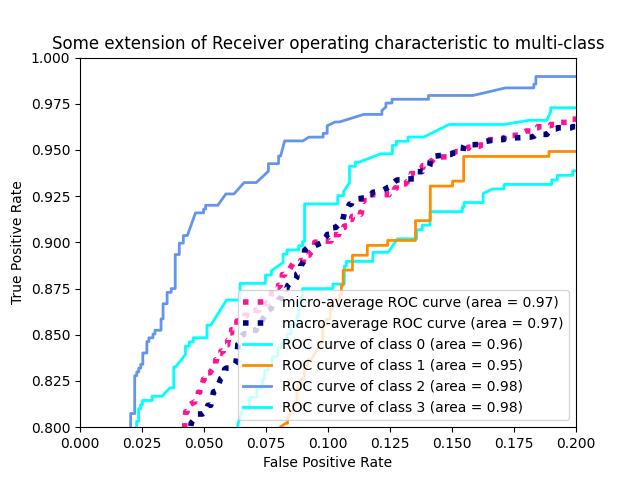 Some extension of Receiver operating characteristic to multi-class
1.000
0.975
0.950
0.925
0.900
0.875
0.850
0.825
0.800
True Positive Rate
micro-average ROC curve (area = 0.97)
macro-average ROC curve (area = 0.97)
ROC curve of class 0 (area = 0.96)
ROC curve of class 1 (area = 0.95)
ROC curve of class 2 (area = 0.98)
ROC curve of class 3 (area = 0.98)
0.000 0.025 0.050 0.075 0.100 0.125 0.150 0.175 0.200
False Positive Rate